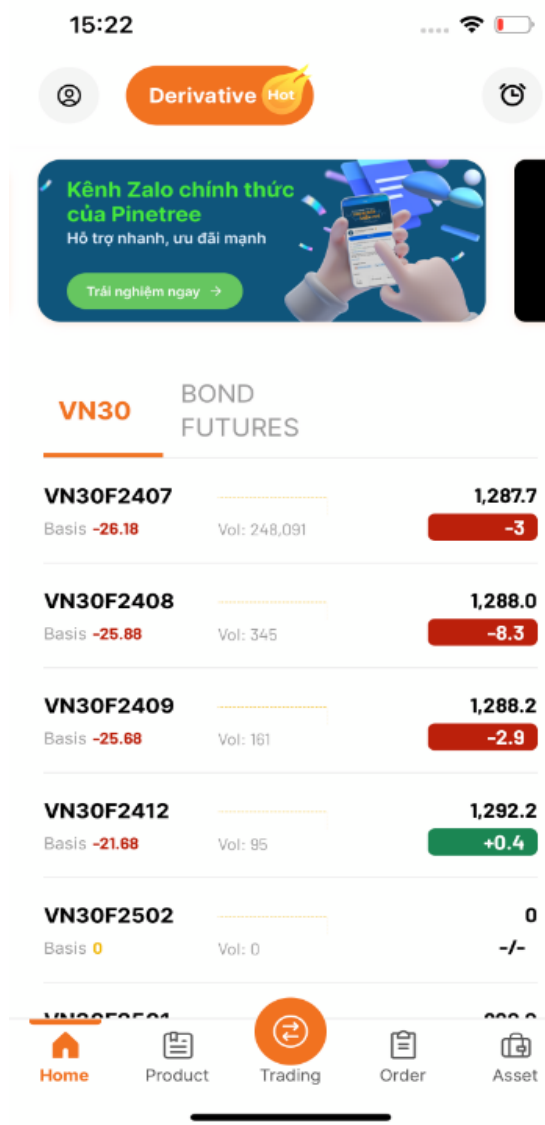 15:22
Derivative Hot
Kênh Zalo chính thức
của Pinetree
Hỗ trợ nhanh, ưu đãi mạnh
Trải nghiệm ngay →
VN30
BOND
FUTURES
VN30F2407 1,287.7
Basis -26.18 Vol: 248,091 -3
VN30F2408 1,288.0
Basis -25.88 Vol: 345 -8.3
VN30F2409 1,288.2
Basis -25.68 Vol: 161 -2.9
VN30F2412 1,292.2
Basis -21.68 Vol: 95 +0.4
VN30F2502 0
Basis 0 Vol: 0 -/-
Home Product Trading Order Asset